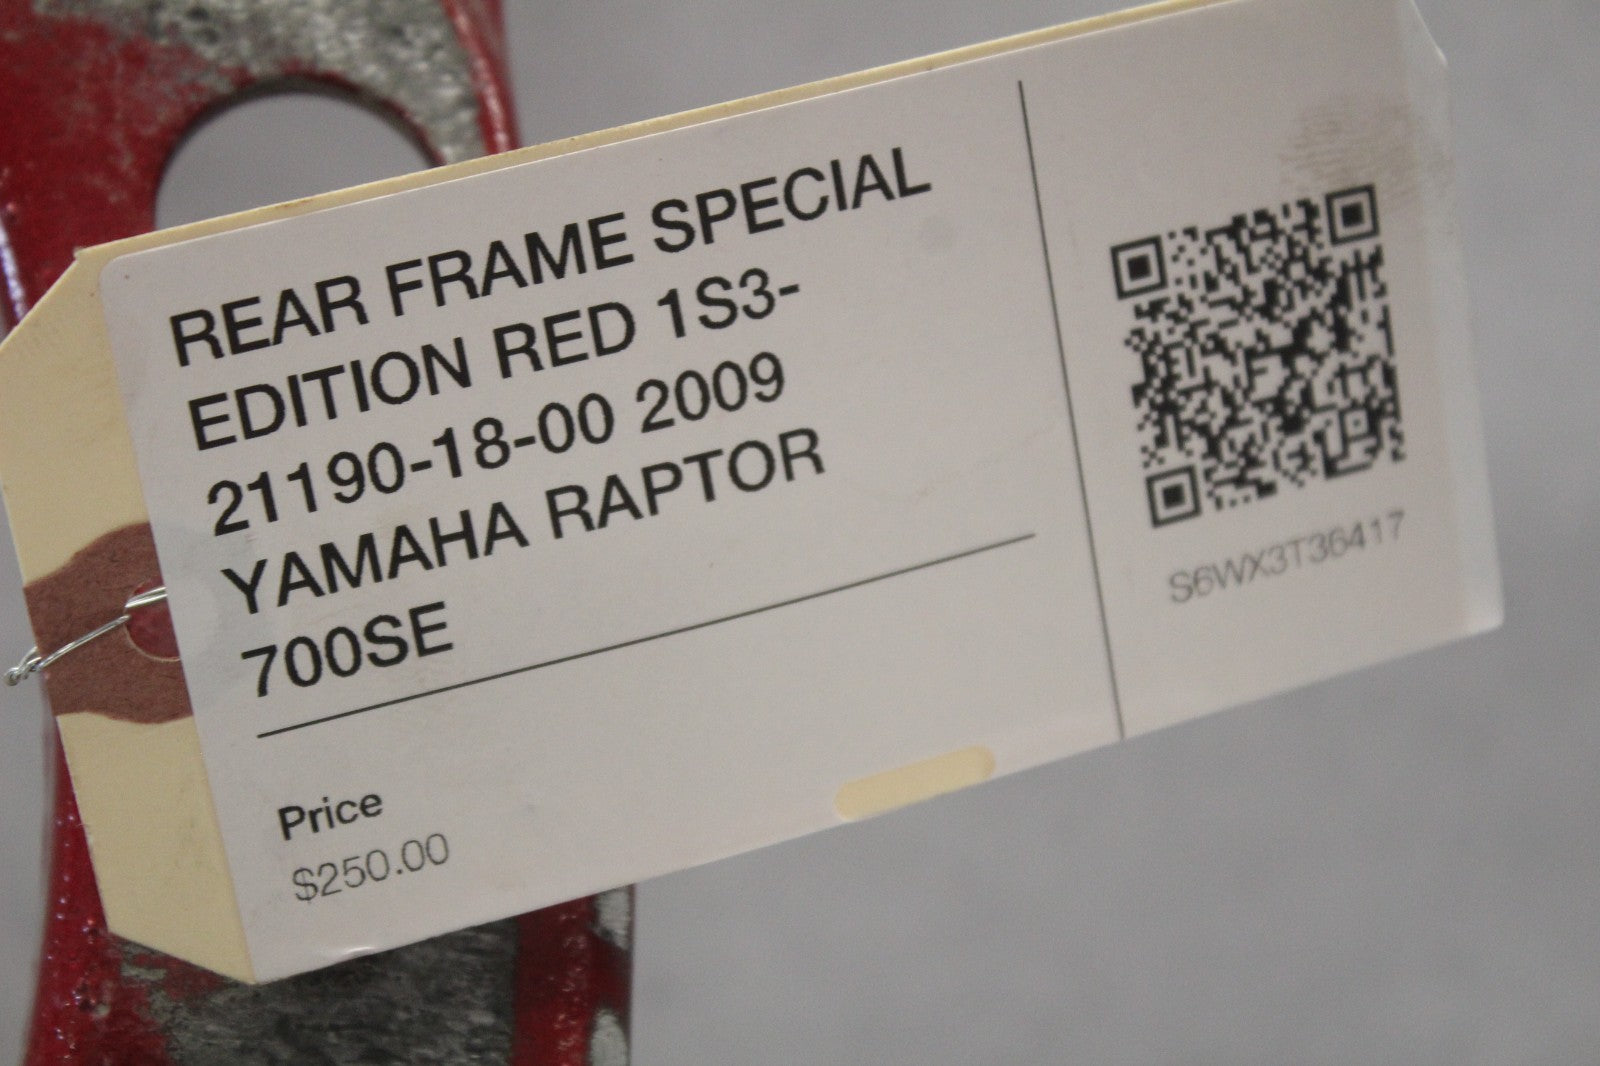 REAR FRAME SPECIAL
EDITION RED 1S3-
21190-18-00 2009
YAMAHA RAPTOR
700SE
Price
$250.00
S6WX3T36417